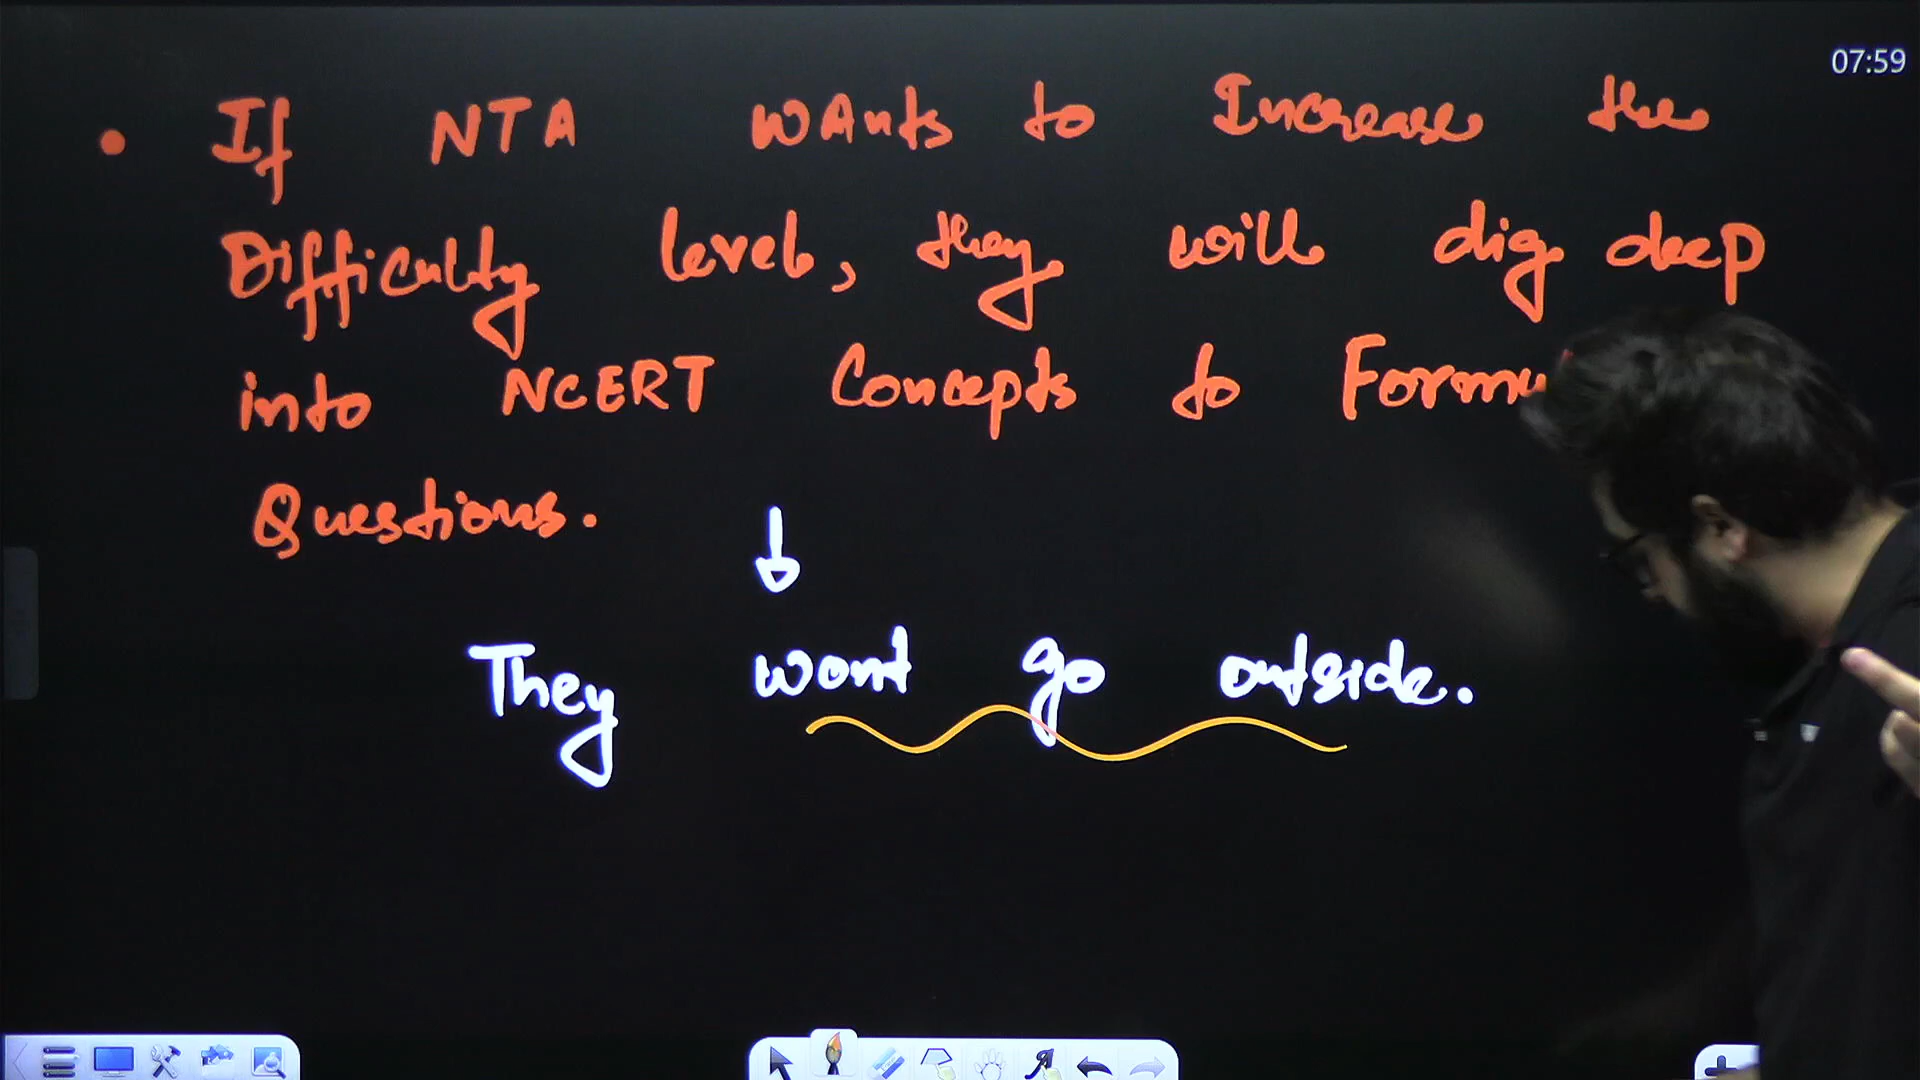 07:59
• If NTA wants to Increase the
Difficulty level, they will dig deep
into NCERT Concepts to
Questions.
They wont go outside.